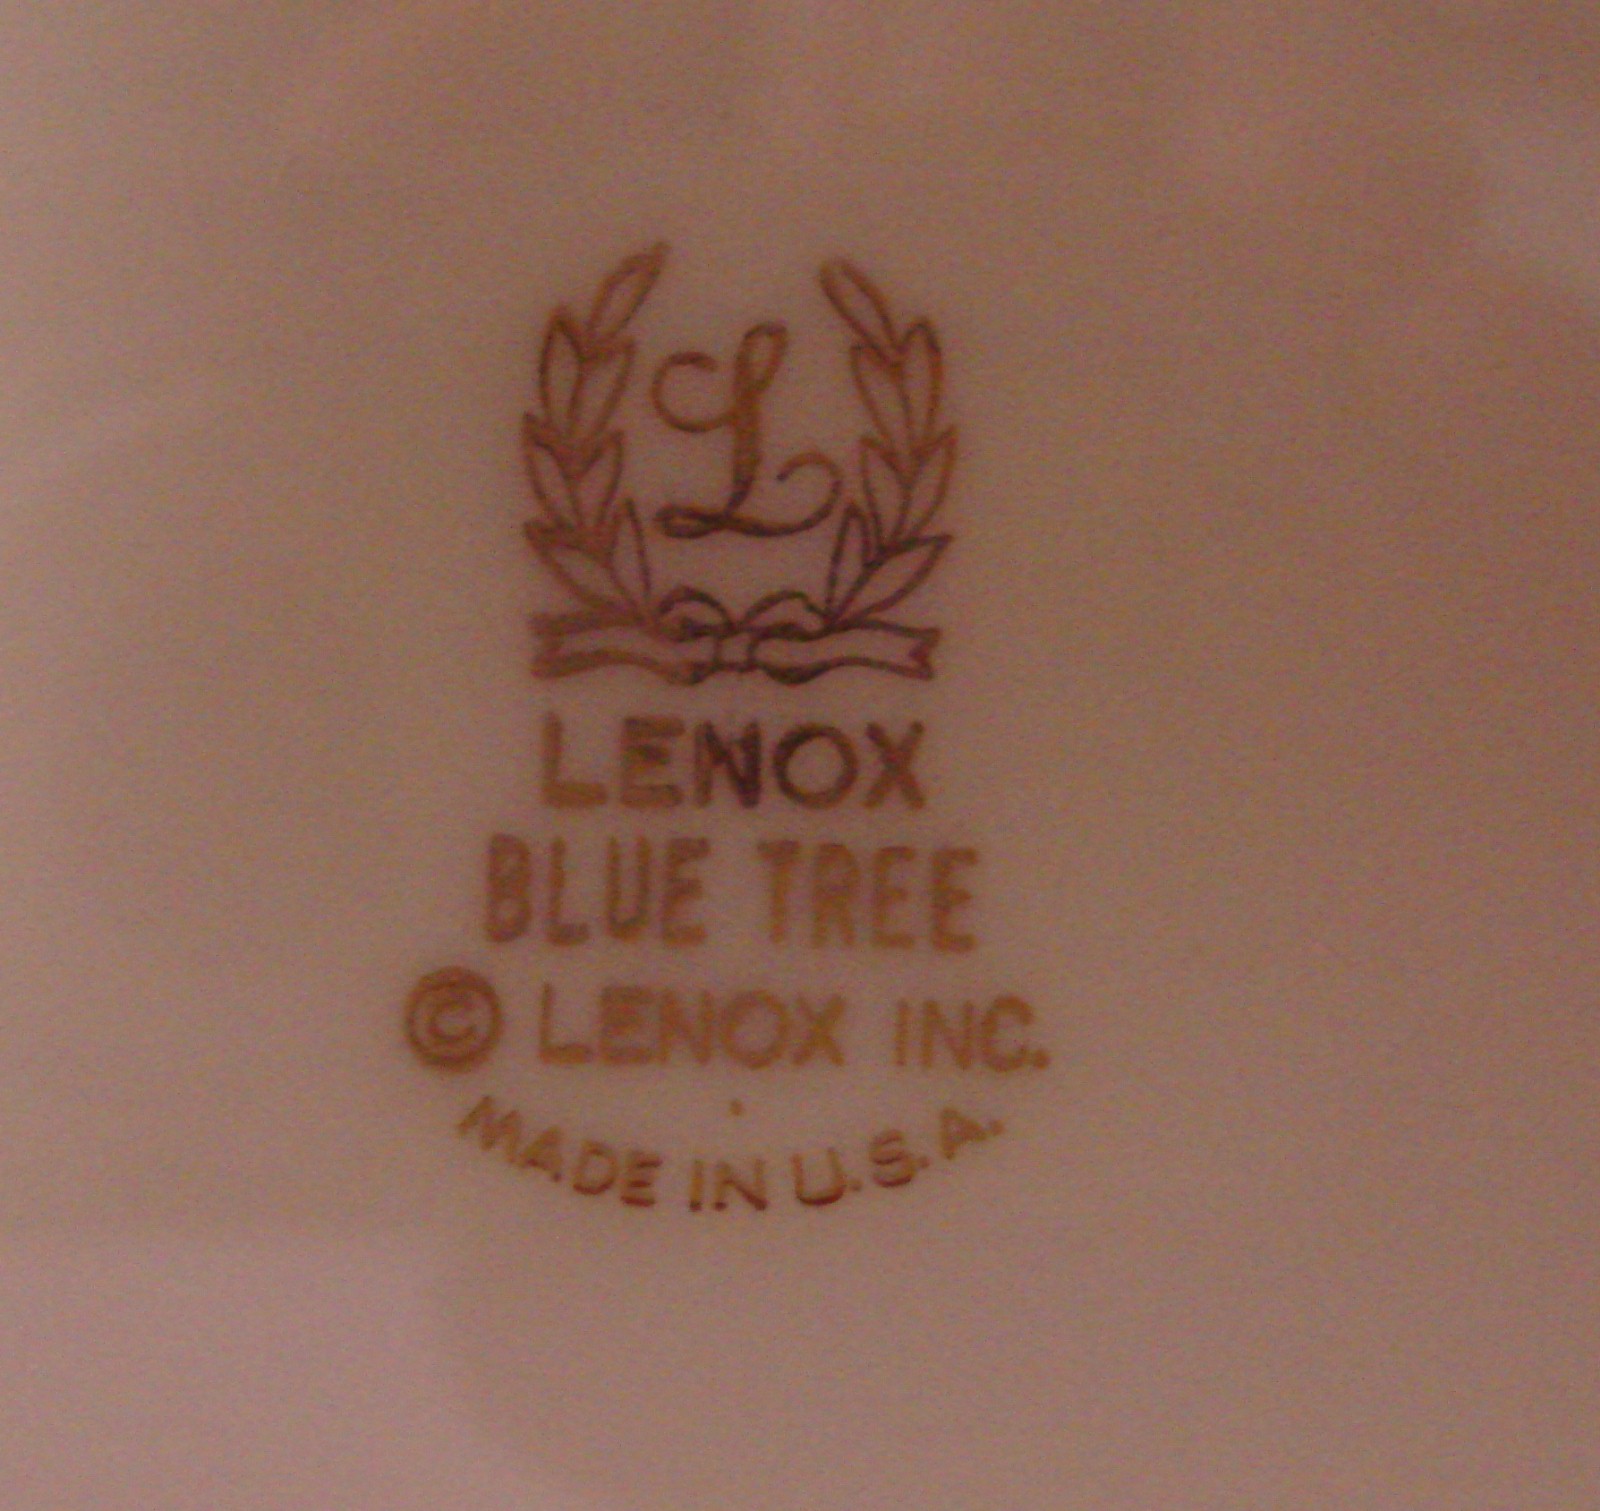 L
LENOX
BLUE TREE
© LENOX INC.
MADE IN U.S.A.